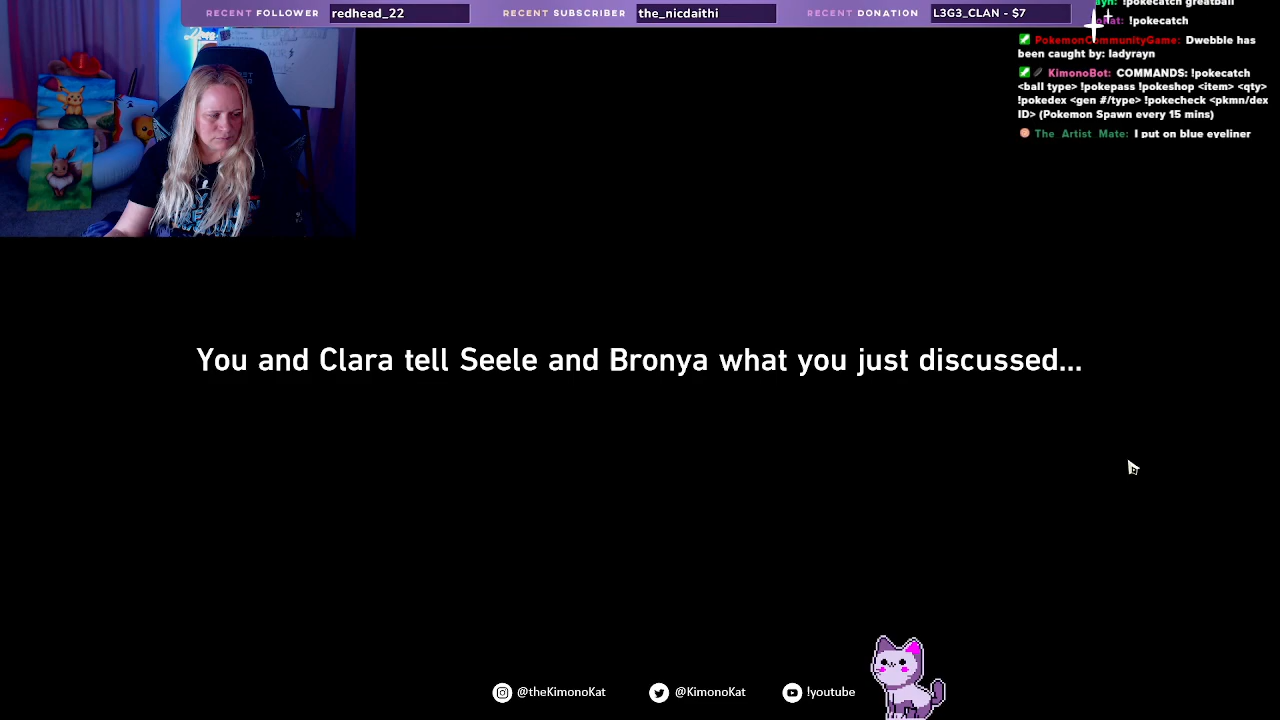 RECENT FOLLOWER redhead_22 RECENT SUBSCRIBER the_nicdaithi RECENT DONATION L3G3_CLAN - $7
!pokecatch greatball
!pokecatch
PokemonCommunityGame: Dwebble has
been caught by: ladyrayn
KimonoBot: COMMANDS: !pokecatch
<ball type> !pokepass !pokeshop <item> <qty>
!pokedex <gen #/type> !pokecheck <pkmn/dex
ID> (Pokemon Spawn every 15 mins)
The Artist Mate: I put on blue eyeliner
You and Clara tell Seele and Bronya what you just discussed...
@theKimonoKat @KimonoKat !youtube